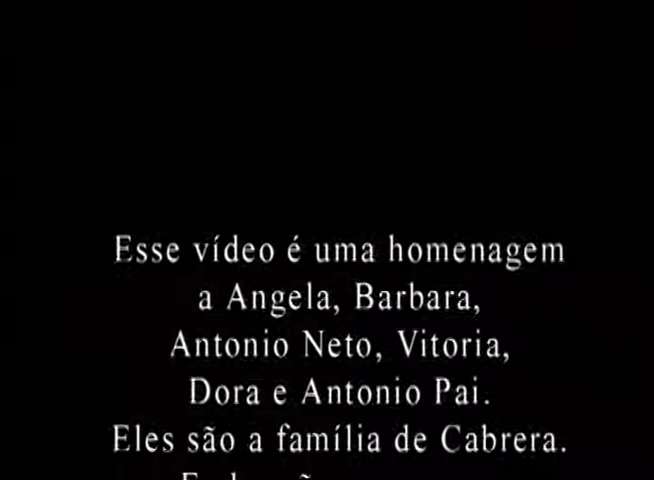 Esse vídeo é uma homenagem
a Angela, Barbara,
Antonio Neto, Vitoria,
Dora e Antonio Pai.
Eles são a família de Cabrera.